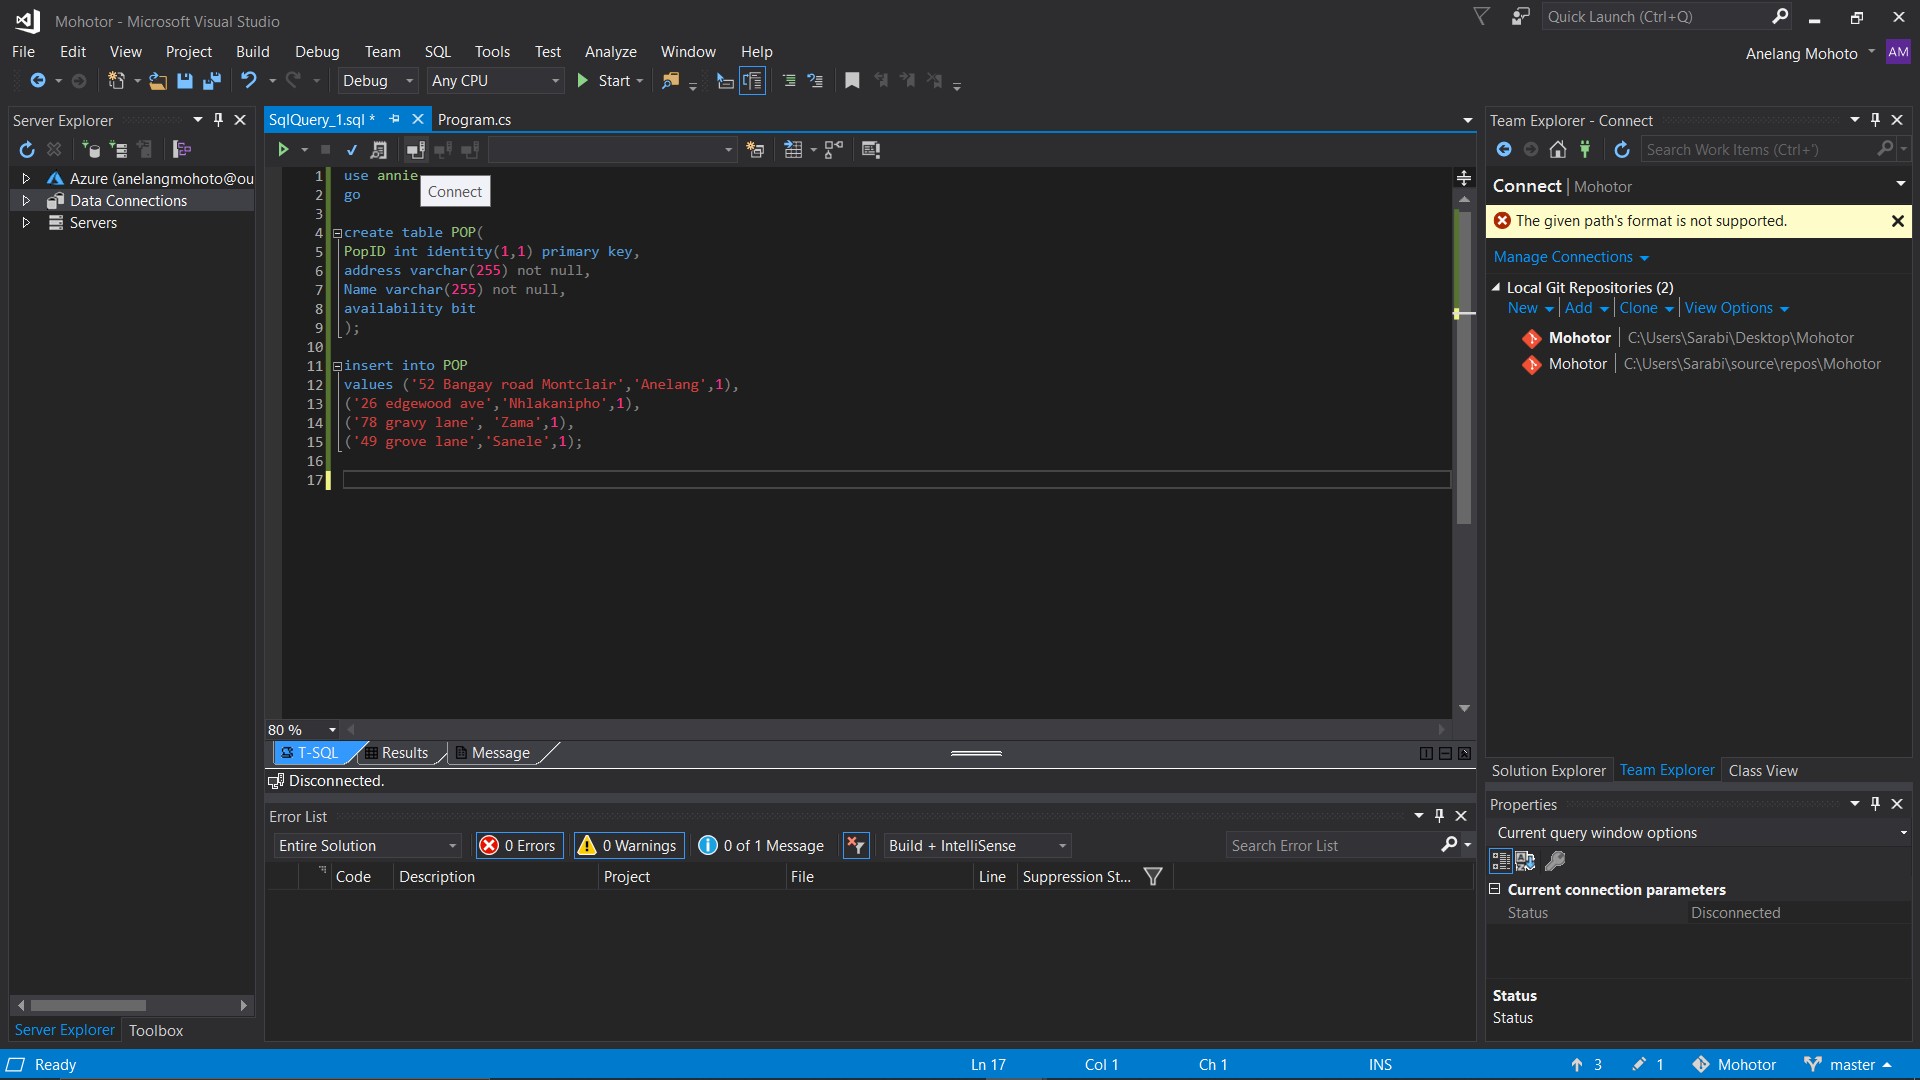 Mohotor - Microsoft Visual Studio
Quick Launch (Ctrl+Q)
File Edit View Project Build Debug Team SQL Tools Test Analyze Window Help
Anelang Mohoto AM
Debug Any CPU Start
Server Explorer
Azure (anelangmohoto@ou
Data Connections
Servers
SqlQuery_1.sql * Program.cs
Connect
1 use annie
2 go
3
4 create table POP(
5 PopID int identity(1,1) primary key,
6 address varchar(255) not null,
7 Name varchar(255) not null,
8 availability bit
9 );
10
11 insert into POP
12 values ('52 Bangay road Montclair','Anelang',1),
13 ('26 edgewood ave','Nhlakanipho',1),
14 ('78 gravy lane', 'Zama',1),
15 ('49 grove lane','Sanele',1);
16
17
80 %
T-SQL Results Message
Disconnected.
Error List
Entire Solution 0 Errors 0 Warnings 0 of 1 Message Build + IntelliSense Search Error List
Code Description Project File Line Suppression St...
Team Explorer - Connect
Search Work Items (Ctrl+')
Connect | Mohotor
The given path's format is not supported.
Manage Connections
Local Git Repositories (2)
New Add Clone View Options
Mohotor C:\Users\Sarabi\Desktop\Mohotor
Mohotor C:\Users\Sarabi\source\repos\Mohotor
Solution Explorer Team Explorer Class View
Properties
Current query window options
Current connection parameters
Status Disconnected
Status
Status
Server Explorer Toolbox
Ready Ln 17 Col 1 Ch 1 INS 3 1 Mohotor master